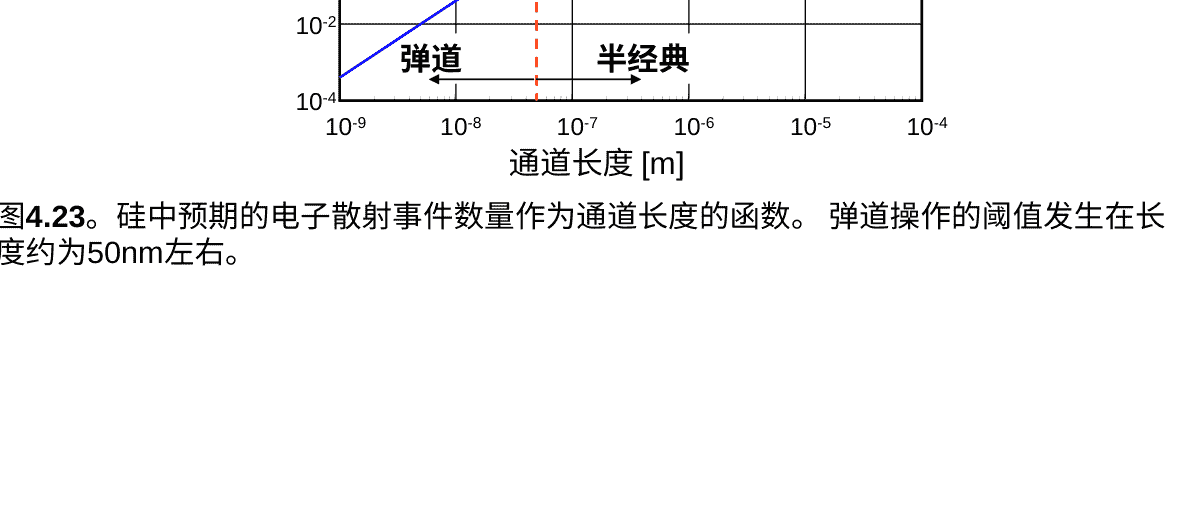 10-2
弹道 半经典
10-4
10-9 10-8 10-7 10-6 10-5 10-4
通道长度 [m]
图4.23。硅中预期的电子散射事件数量作为通道长度的函数。 弹道操作的阈值发生在长
度约为50nm左右。